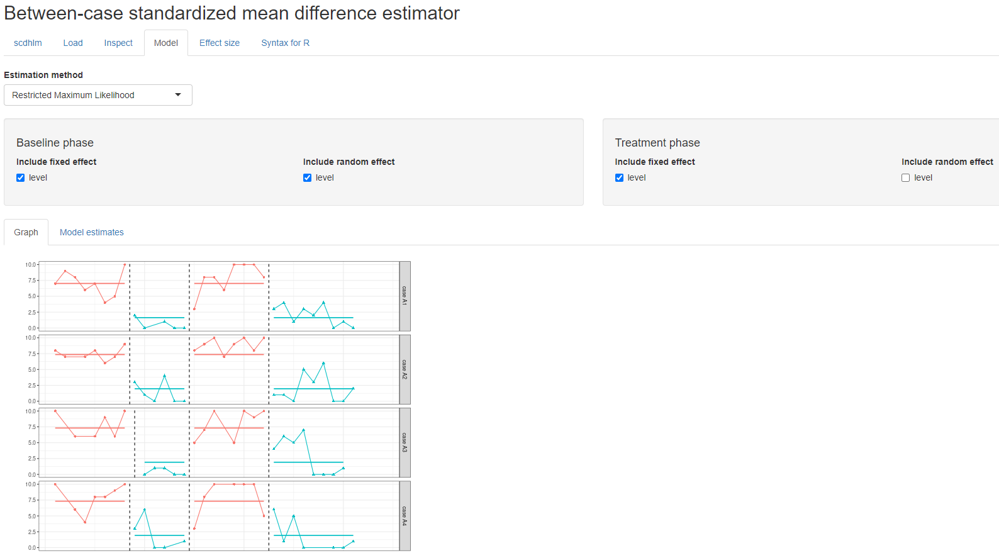 Between-case standardized mean difference estimator
scdhlm Load Inspect Model Effect size Syntax for R
Estimation method
Restricted Maximum Likelihood
Baseline phase
Include fixed effect Include random effect
level level
Treatment phase
Include fixed effect Include random effect
level level
Graph Model estimates
10.0
7.5
5.0
2.5
0.0
case A1
10.0
7.5
5.0
2.5
0.0
case A2
10.0
7.5
5.0
2.5
0.0
case A3
10.0
7.5
5.0
2.5
0.0
case A4